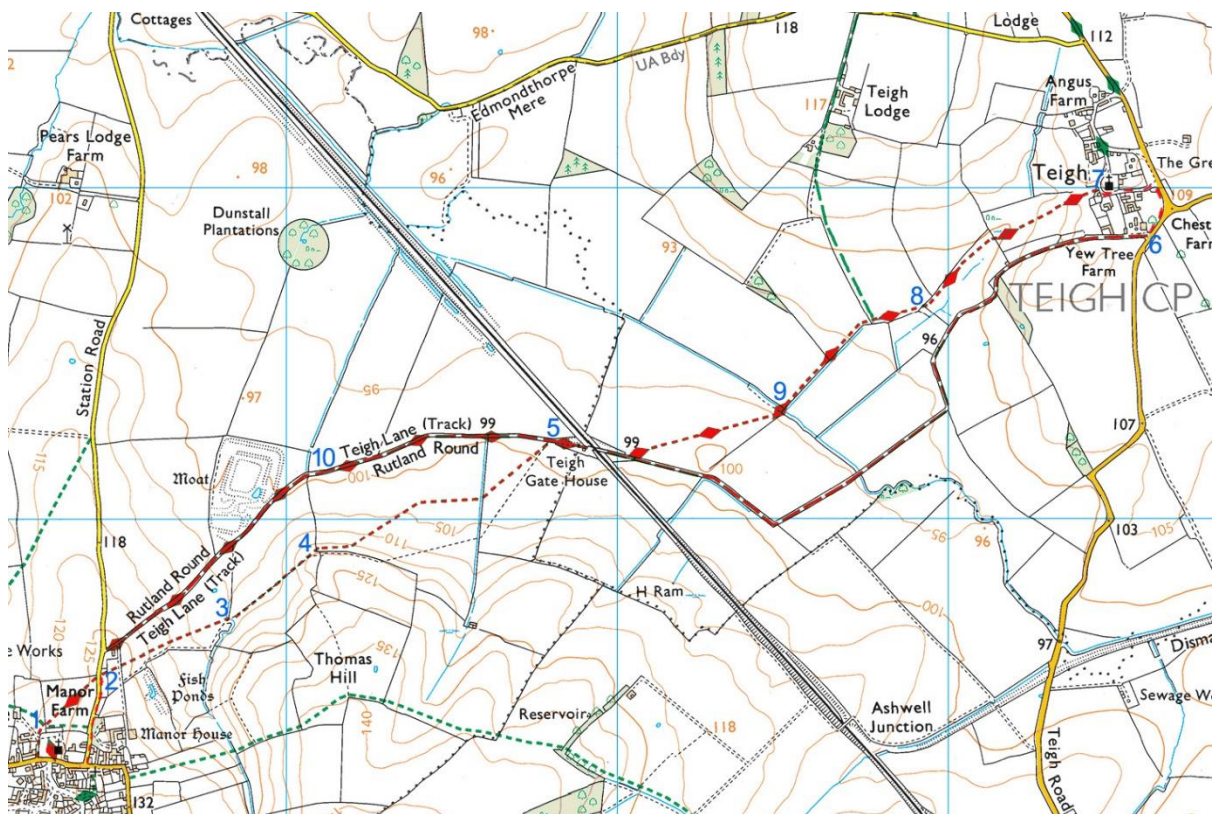 Cottages
98
118
UA Bdy
Edmondthorpe
Mere
Lodge
112
Angus
Farm
Teigh
Lodge
117
Pears Lodge
Farm
102
98
96
Teigh
7
The Gre
109
Chest
Farm
6
Yew Tree
Farm
TEIGH CP
Dunstall
Plantations
93
Station Road
8
96
95
97
9
107
115
10
Teigh Lane (Track)
99
Rutland Round
5
99
Teigh
Gate House
100
100
Moat
118
4
105
110
125
103
105
95
96
Rutland Round
Teigh Lane (Track)
3
H Ram
100
120
125
e Works
2
Manor
Farm
1
Fish
Ponds
Manor House
Thomas
Hill
135
140
Reservoir
118
Ashwell
Junction
97
Disma
Sewage W
Teigh Road
132